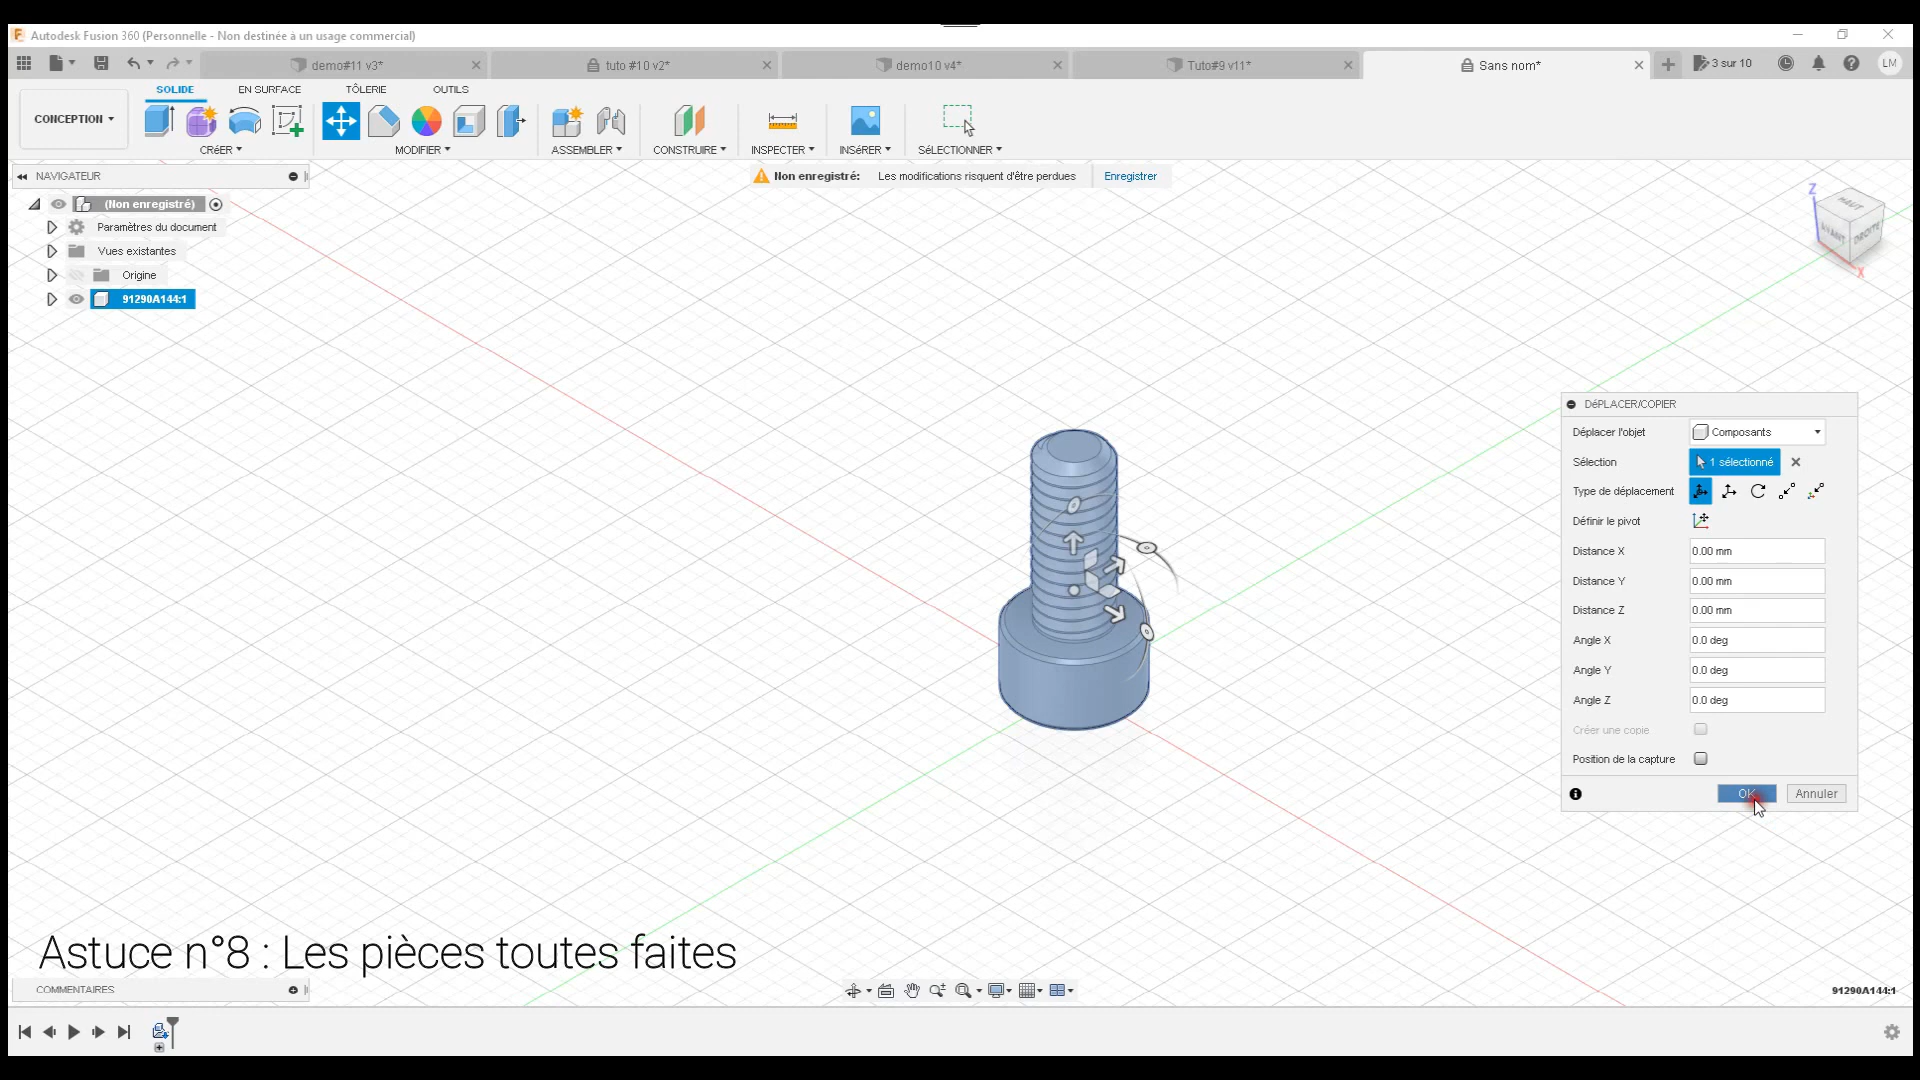 Autodesk Fusion 360 (Personnelle - Non destinée à un usage commercial)
demo#11 v3*
tuto #10 v2*
demo10 v4*
Tuto#9 v11*
Sans nom*
3 sur 10
LM
SOLIDE
EN SURFACE
TÔLERIE
OUTILS
CONCEPTION
CRéER
MODIFIER
ASSEMBLER
CONSTRUIRE
INSPECTER
INSéRER
SéLECTIONNER
NAVIGATEUR
Non enregistré:
Les modifications risquent d'être perdues
Enregistrer
(Non enregistré)
Paramètres du document
Vues existantes
Origine
91290A144:1
Z
HAUT
AVANT
DROITE
X
DéPLACER/COPIER
Déplacer l'objet
Composants
Sélection
1 sélectionné
Type de déplacement
Définir le pivot
Distance X
0.00 mm
Distance Y
0.00 mm
Distance Z
0.00 mm
Angle X
0.0 deg
Angle Y
0.0 deg
Angle Z
0.0 deg
Créer une copie
Position de la capture
OK
Annuler
Astuce n°8 : Les pièces toutes faites
COMMENTAIRES
91290A144:1